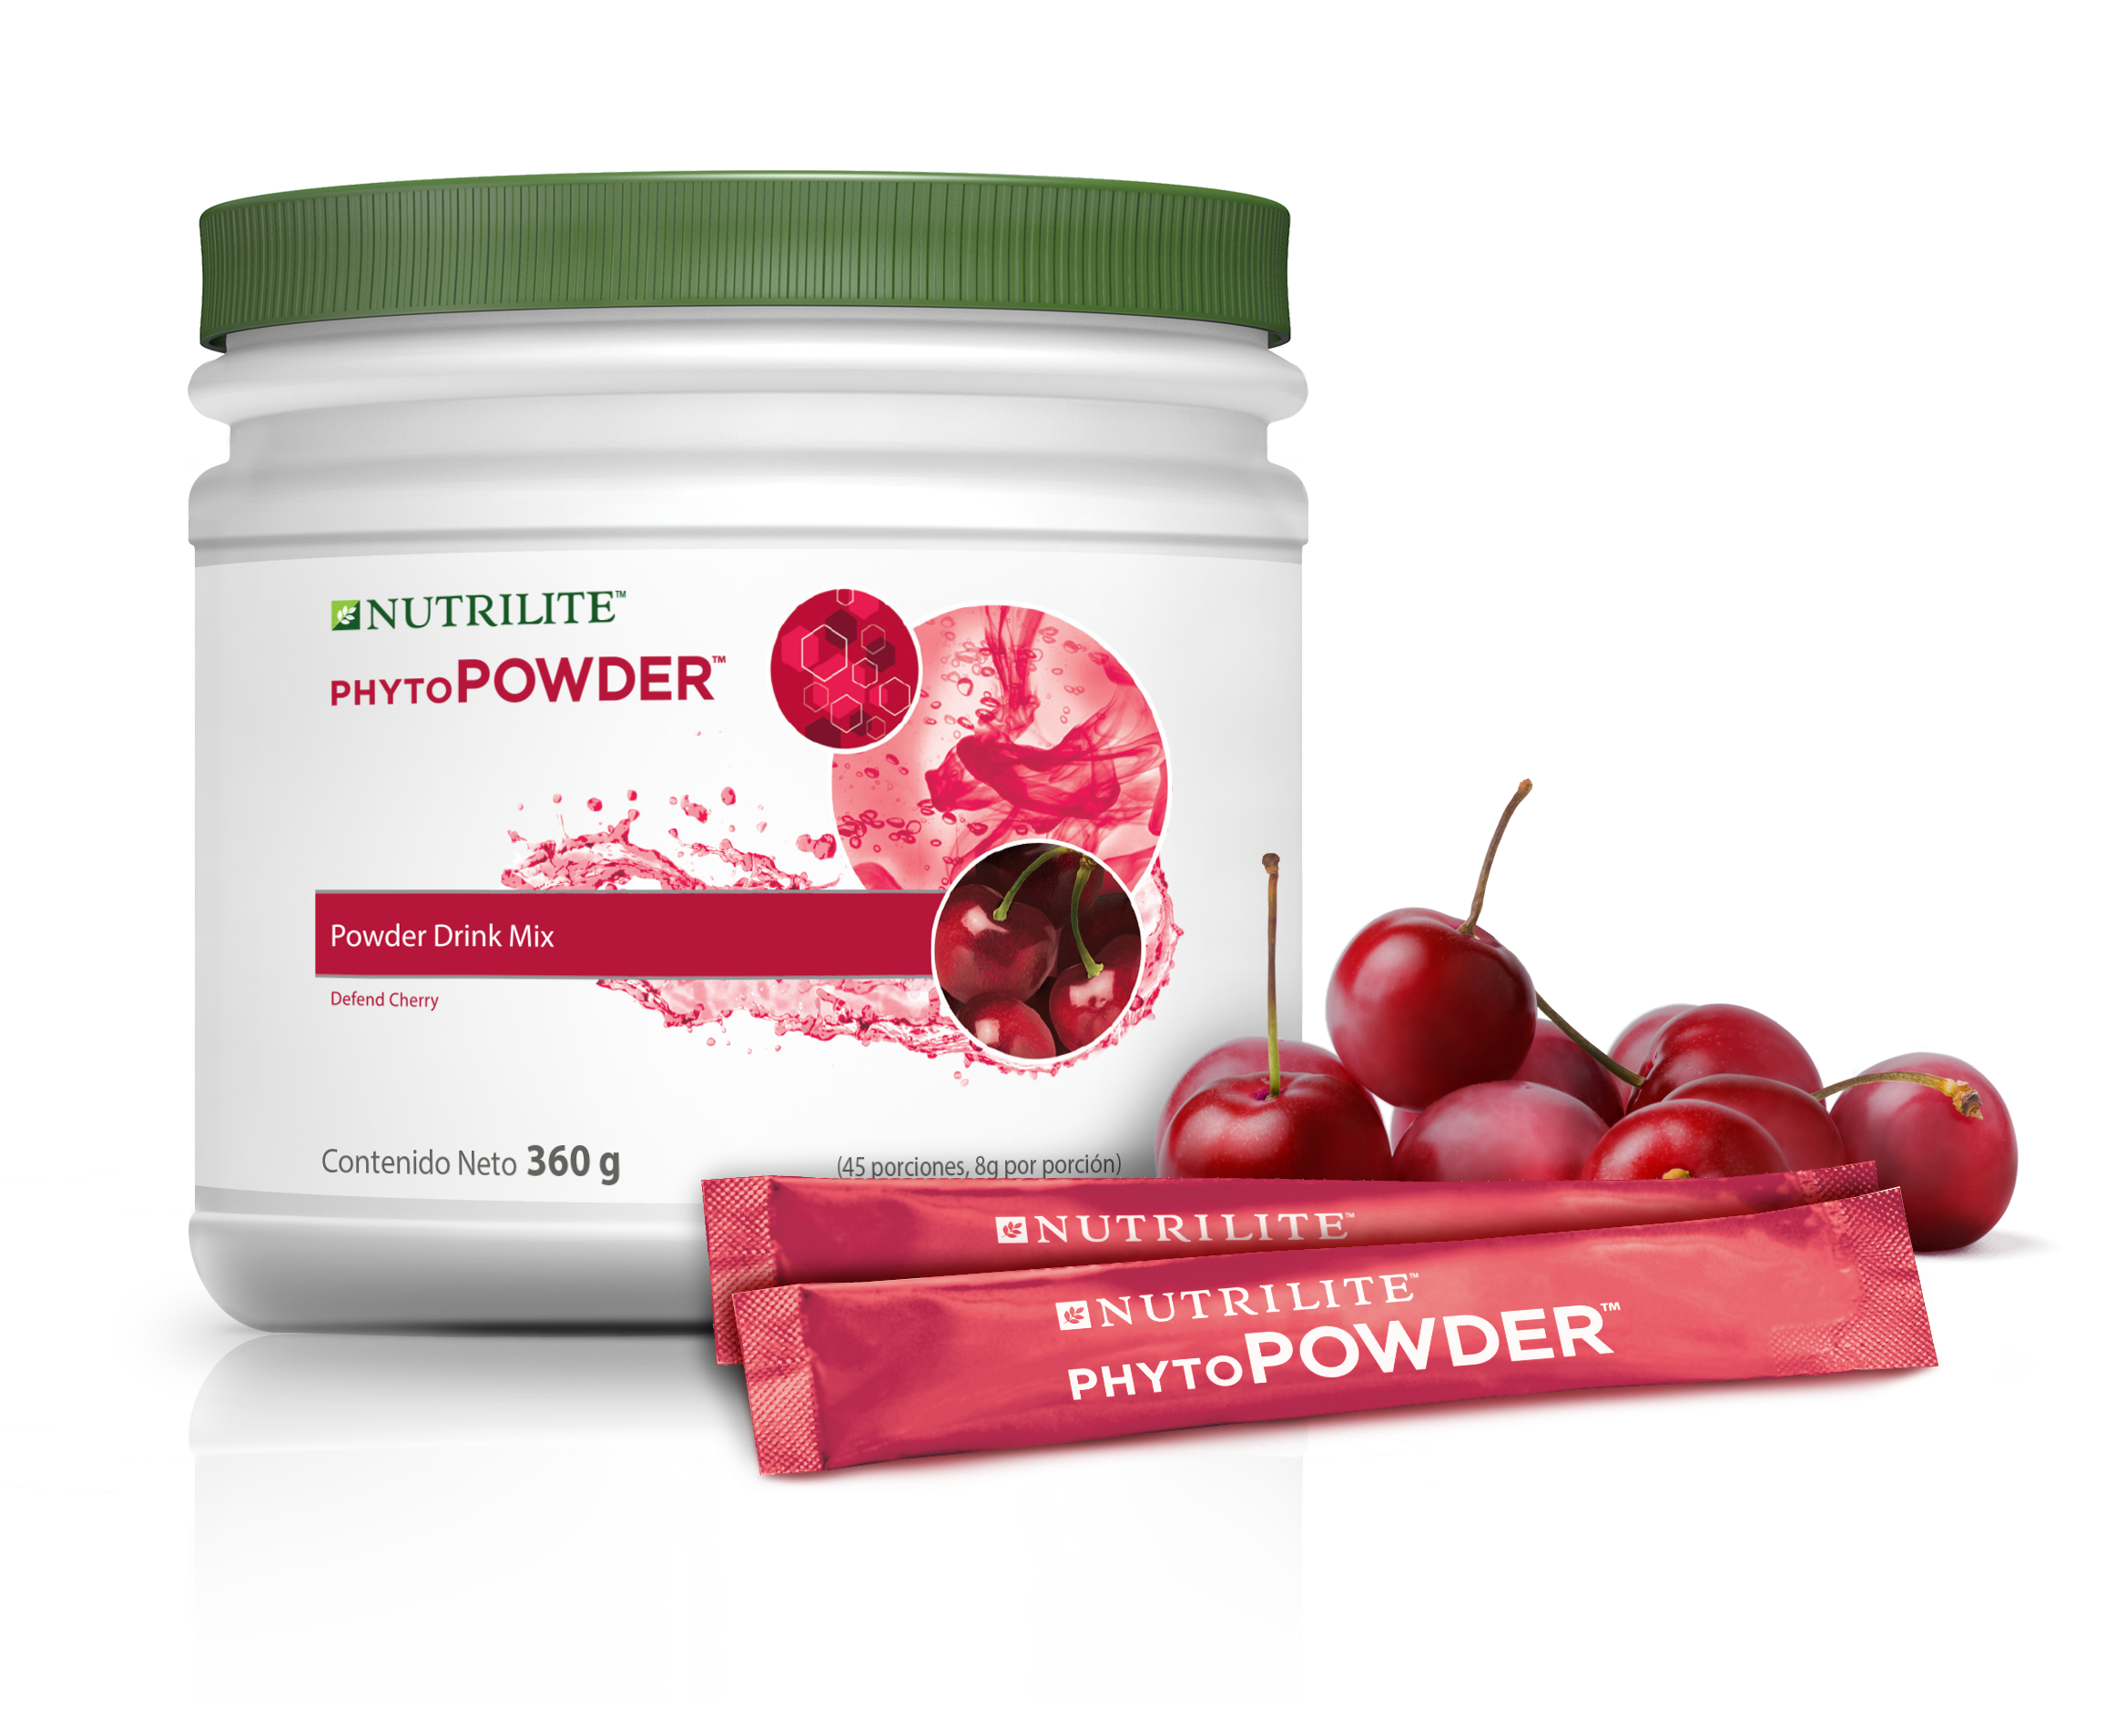 NUTRILITE™
PHYTOPOWDER™
Powder Drink Mix
Defend Cherry
Contenido Neto 360 g
(45 porciones, 8g por porción)
NUTRILITE™
NUTRILITE™
PHYTOPOWDER™